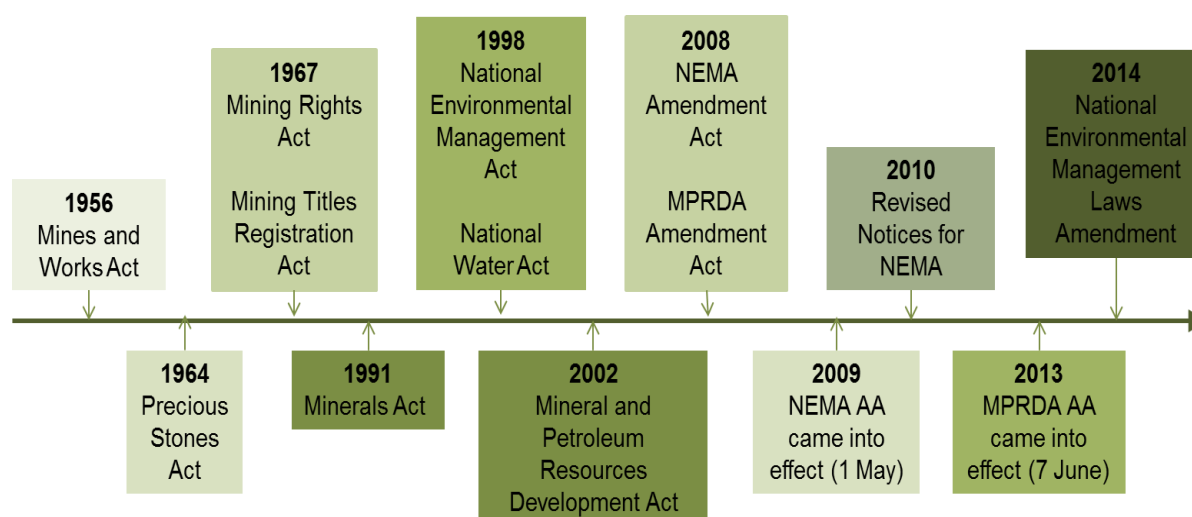 1956
Mines and
Works Act
1964
Precious
Stones
Act
1967
Mining Rights
Act
Mining Titles
Registration
Act
1991
Minerals Act
1998
National
Environmental
Management
Act
National
Water Act
2002
Mineral and
Petroleum
Resources
Development Act
2008
NEMA
Amendment
Act
MPRDA
Amendment
Act
2009
NEMA AA
came into
effect (1 May)
2010
Revised
Notices for
NEMA
2013
MPRDA AA
came into
effect (7 June)
2014
National
Environmental
Management
Laws
Amendment